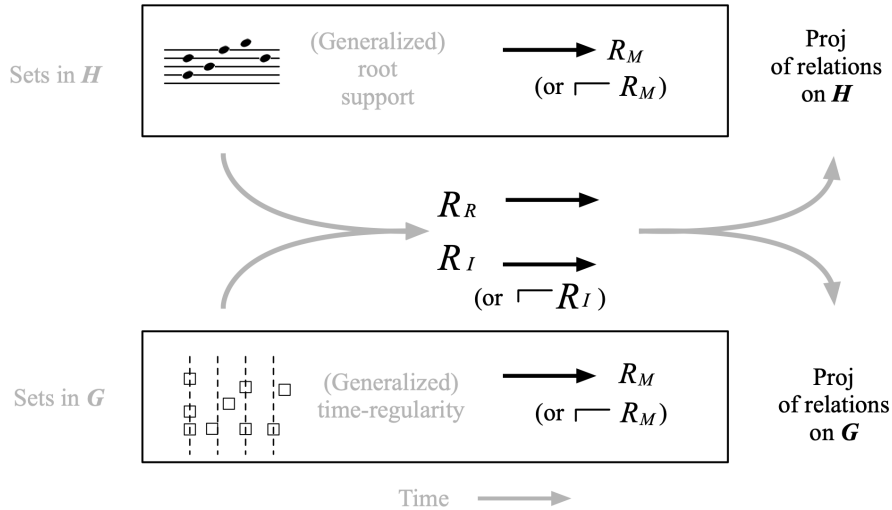 Sets in H
(Generalized)
root
support
R_M
(or ┌─ R_M)
Proj
of relations
on H
R_R
R_I
(or ┌─ R_I)
Sets in G
(Generalized)
time-regularity
R_M
(or ┌─ R_M)
Proj
of relations
on G
Time